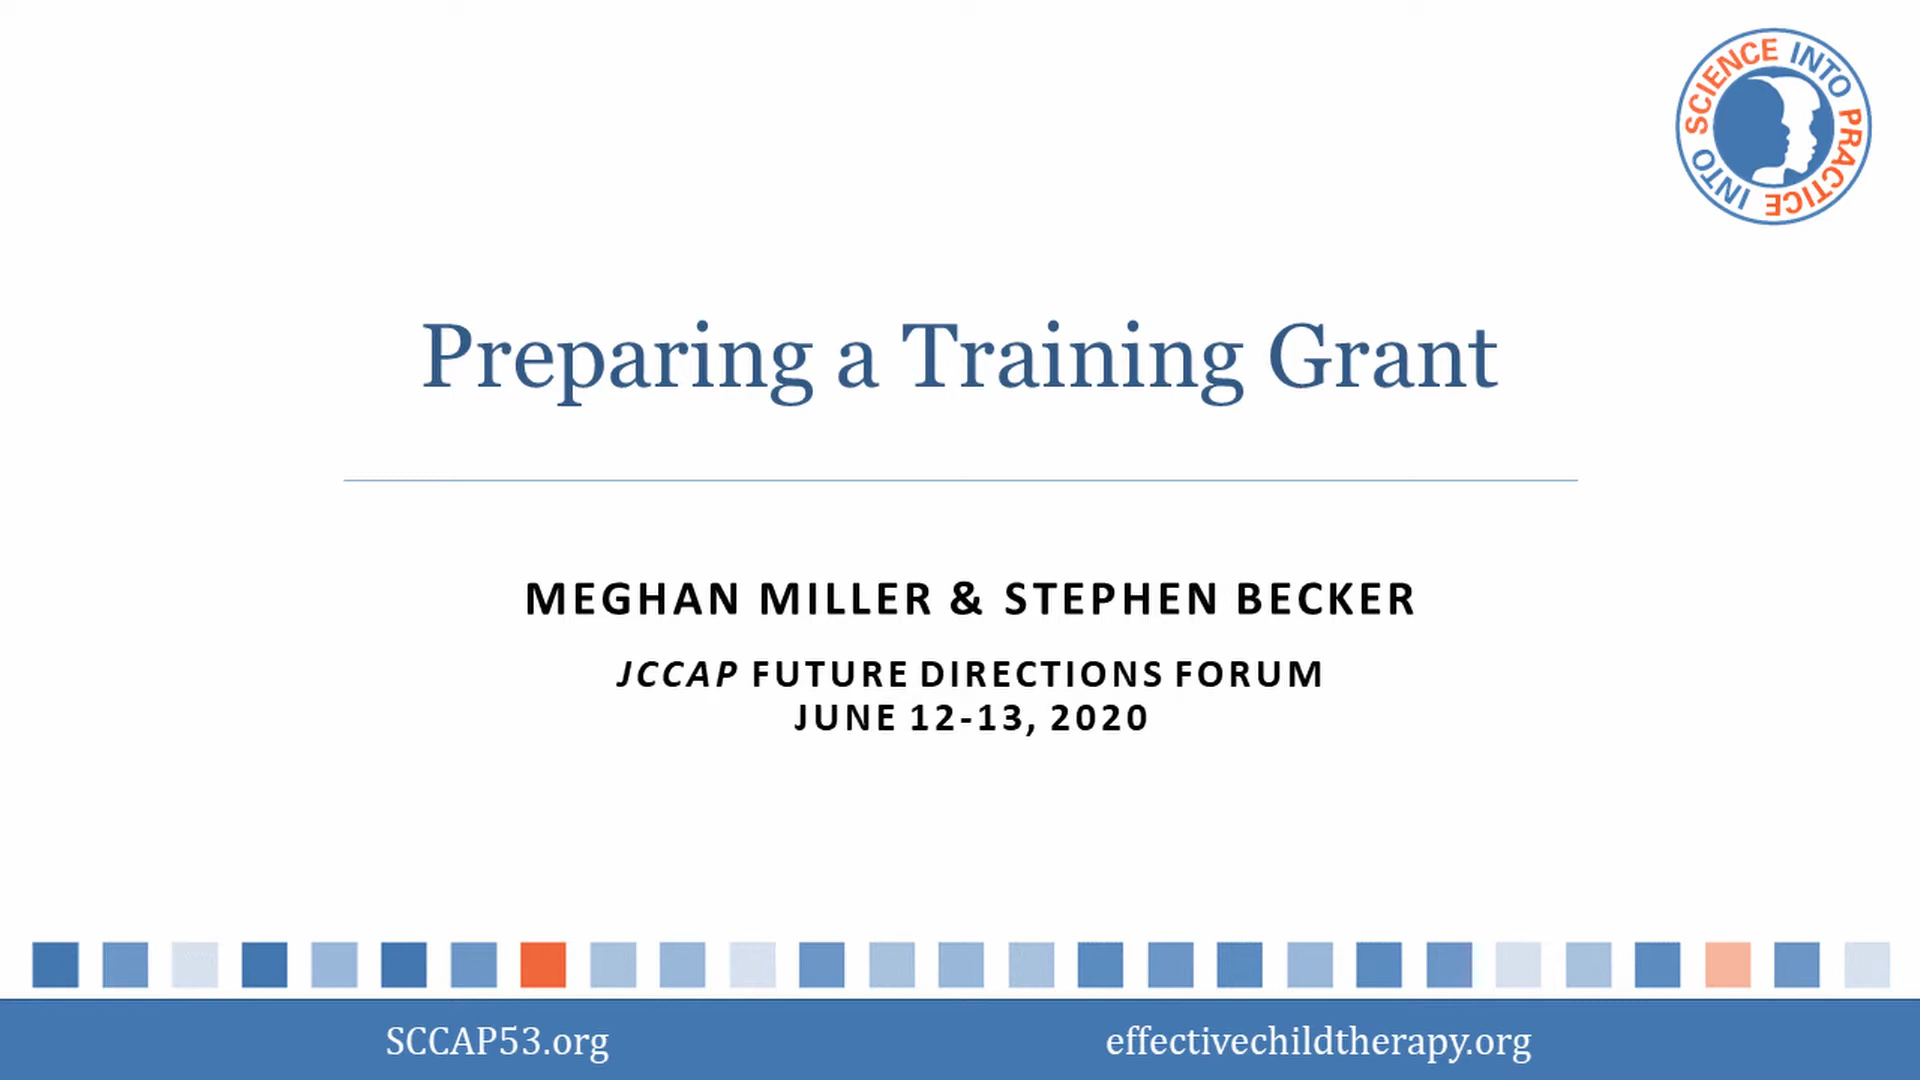 SCIENCE INTO PRACTICE INTO
Preparing a Training Grant
MEGHAN MILLER & STEPHEN BECKER
JCCAP FUTURE DIRECTIONS FORUM
JUNE 12-13, 2020
SCCAP53.org
effectivechildtherapy.org